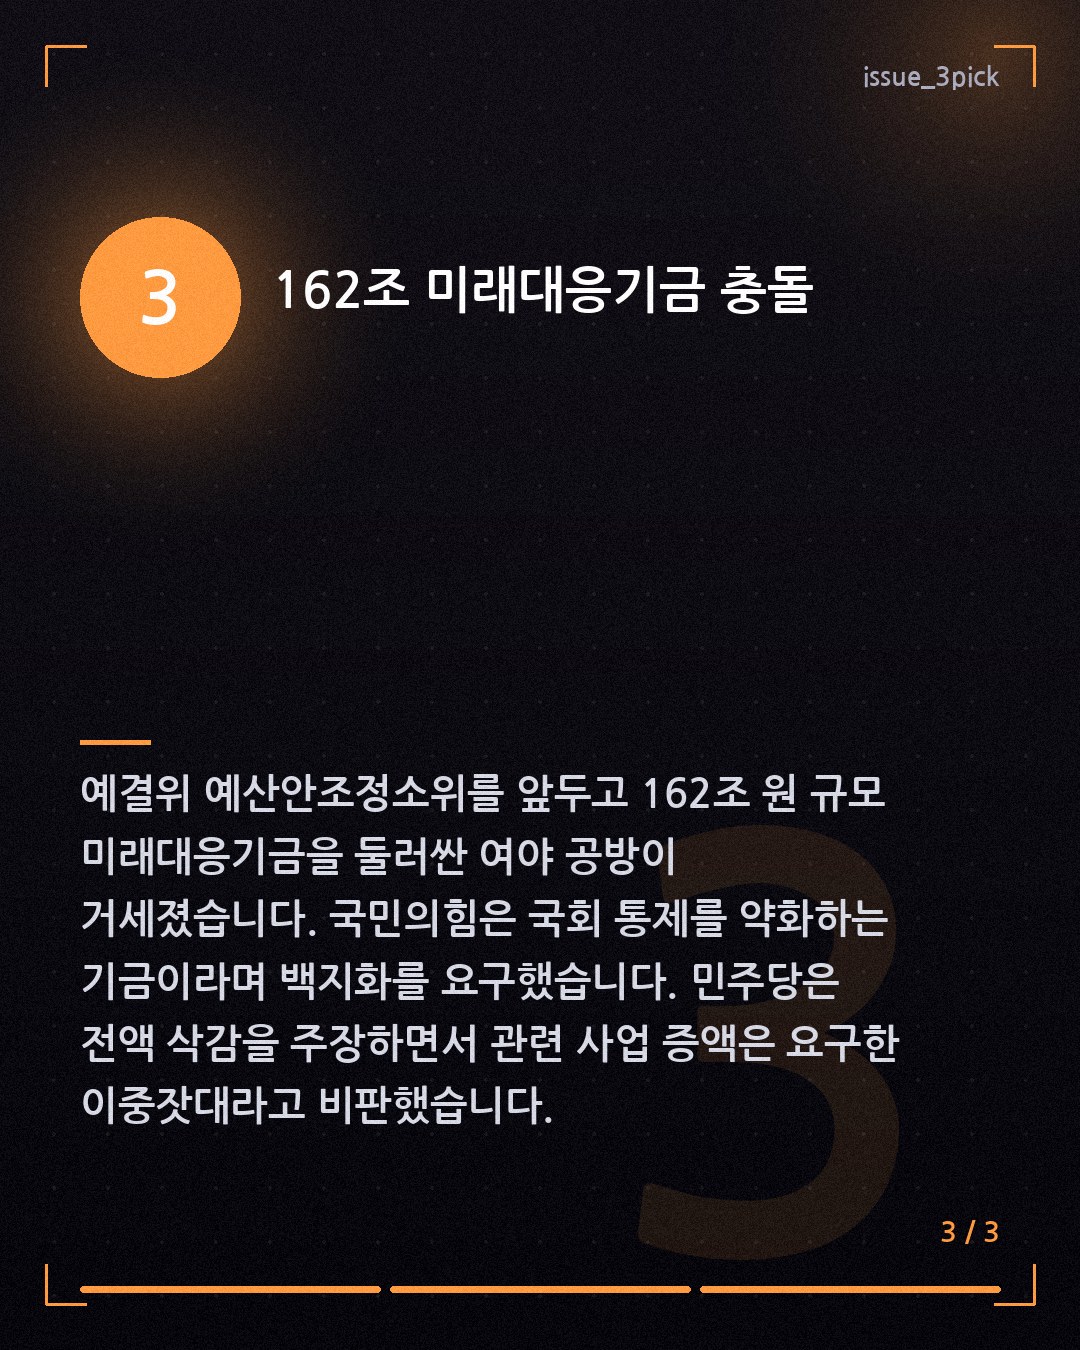 issue_3pick
3
162조 미래대응기금 충돌
예결위 예산안조정소위를 앞두고 162조 원 규모
미래대응기금을 둘러싼 여야 공방이
거세졌습니다. 국민의힘은 국회 통제를 약화하는
기금이라며 백지화를 요구했습니다. 민주당은
전액 삭감을 주장하면서 관련 사업 증액은 요구한
이중잣대라고 비판했습니다.
3
3 / 3